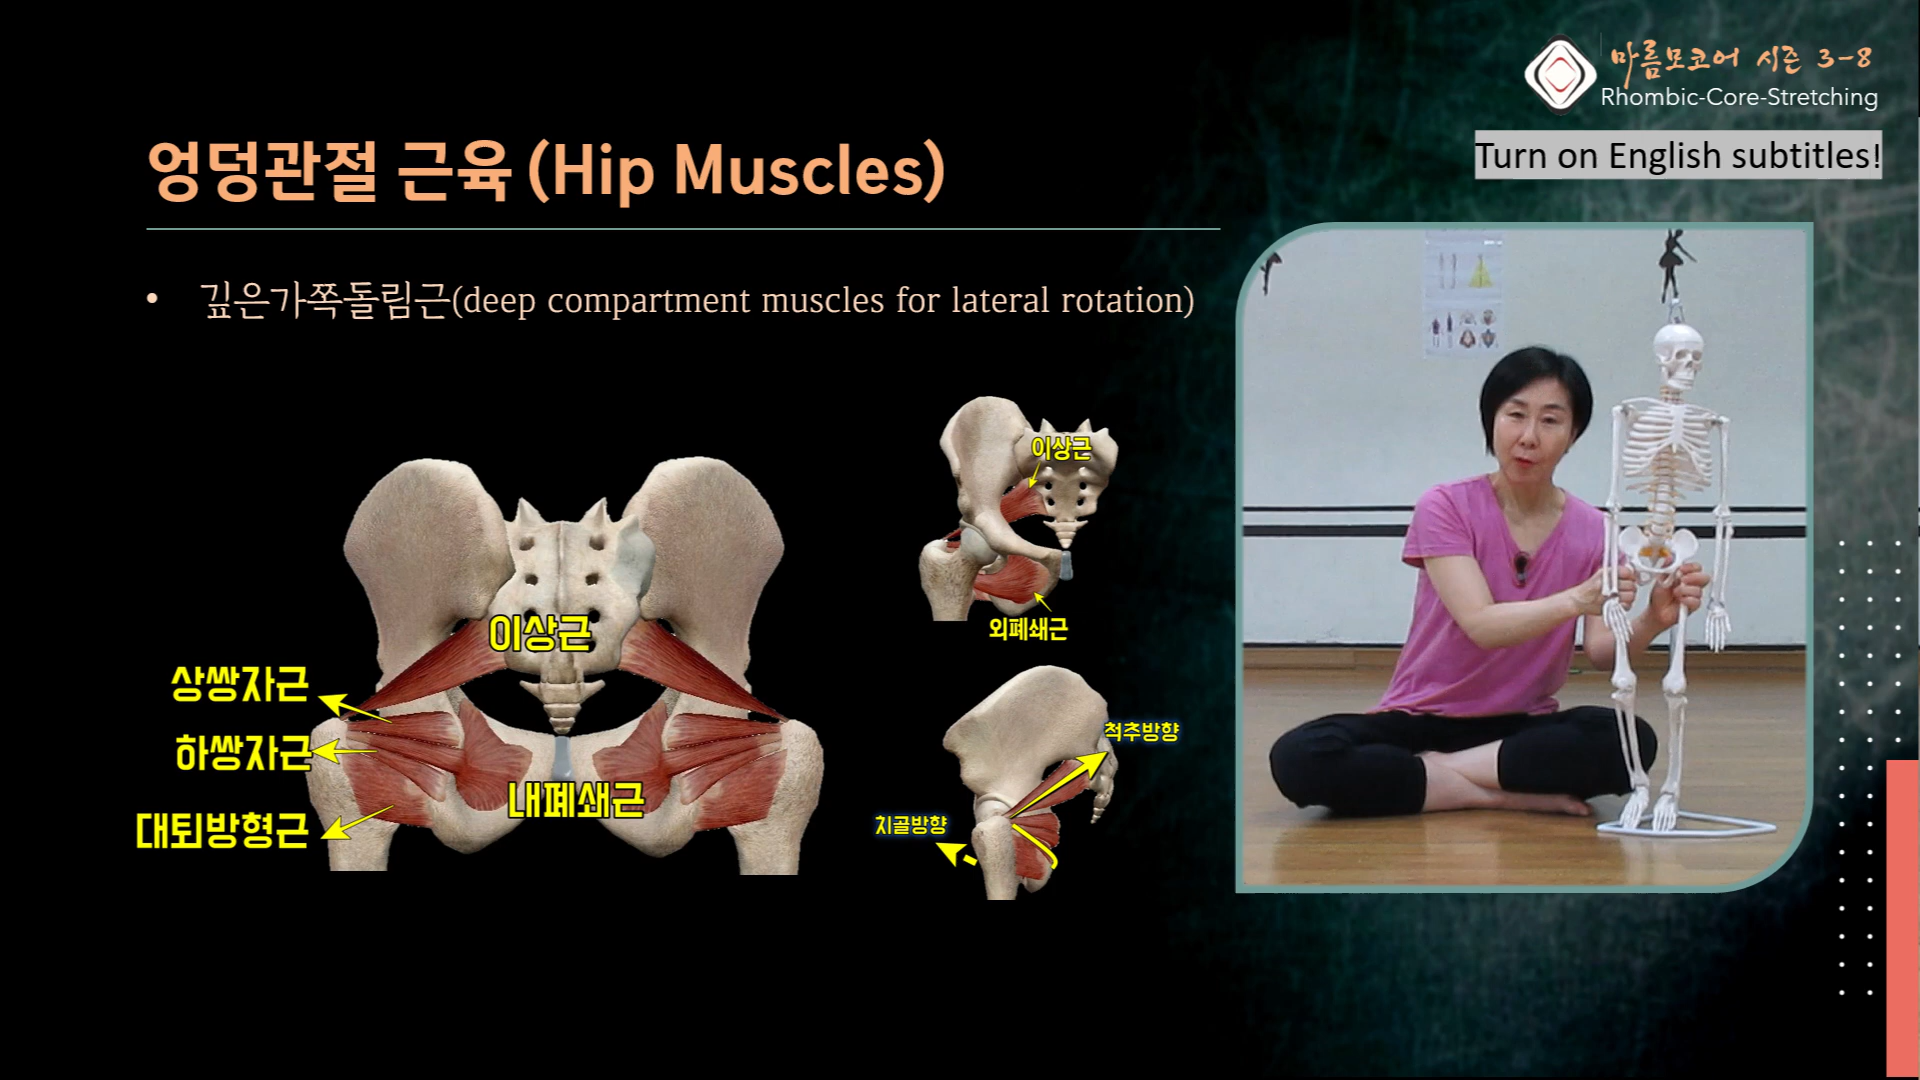 마름모코어 시즌 3-8
Rhombic-Core-Stretching
Turn on English subtitles!
엉덩관절 근육 (Hip Muscles)
• 깊은가쪽돌림근(deep compartment muscles for lateral rotation)
이상근
상쌍자근
하쌍자근
대퇴방형근
내폐쇄근
이상근
외폐쇄근
척추방향
치골방향